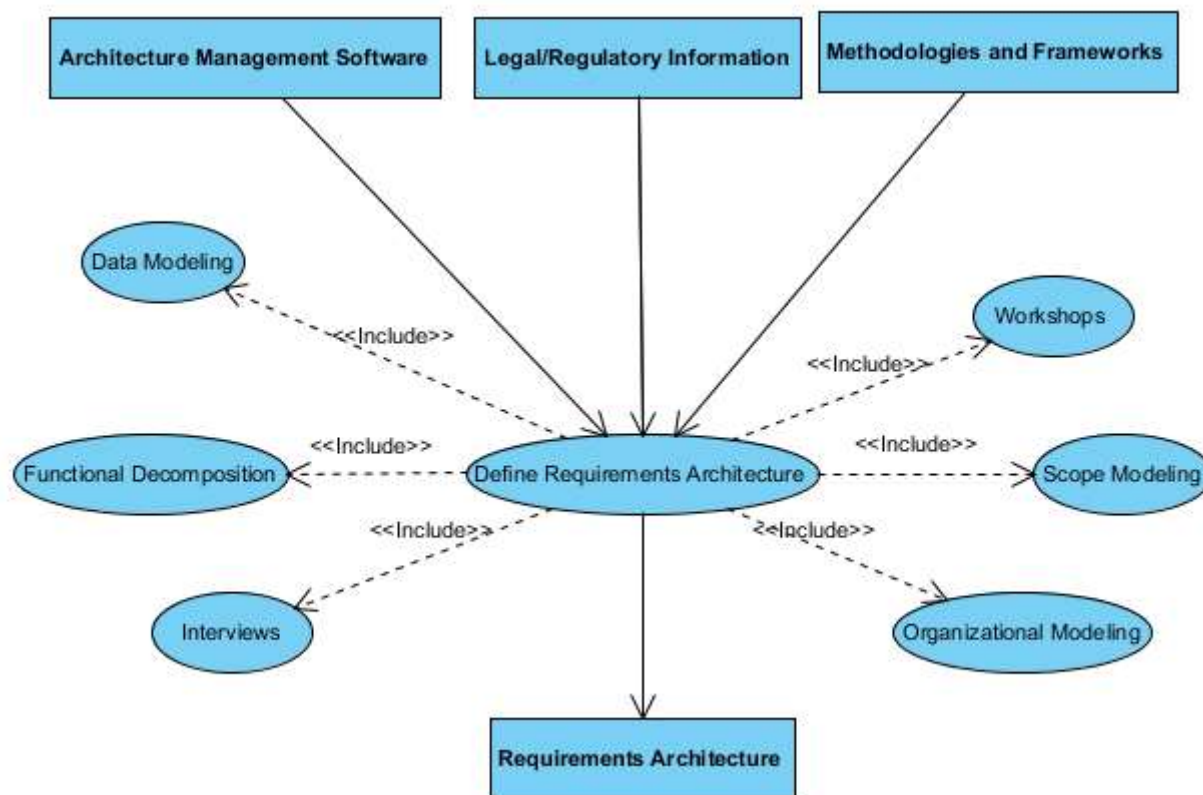 Architecture Management Software
Legal/Regulatory Information
Methodologies and Frameworks
Data Modeling
<<Include>>
Workshops
<<Include>>
<<Include>>
<<Include>>
Functional Decomposition
Define Requirements Architecture
Scope Modeling
<<Include>>
<<Include>>
Interviews
Organizational Modeling
Requirements Architecture